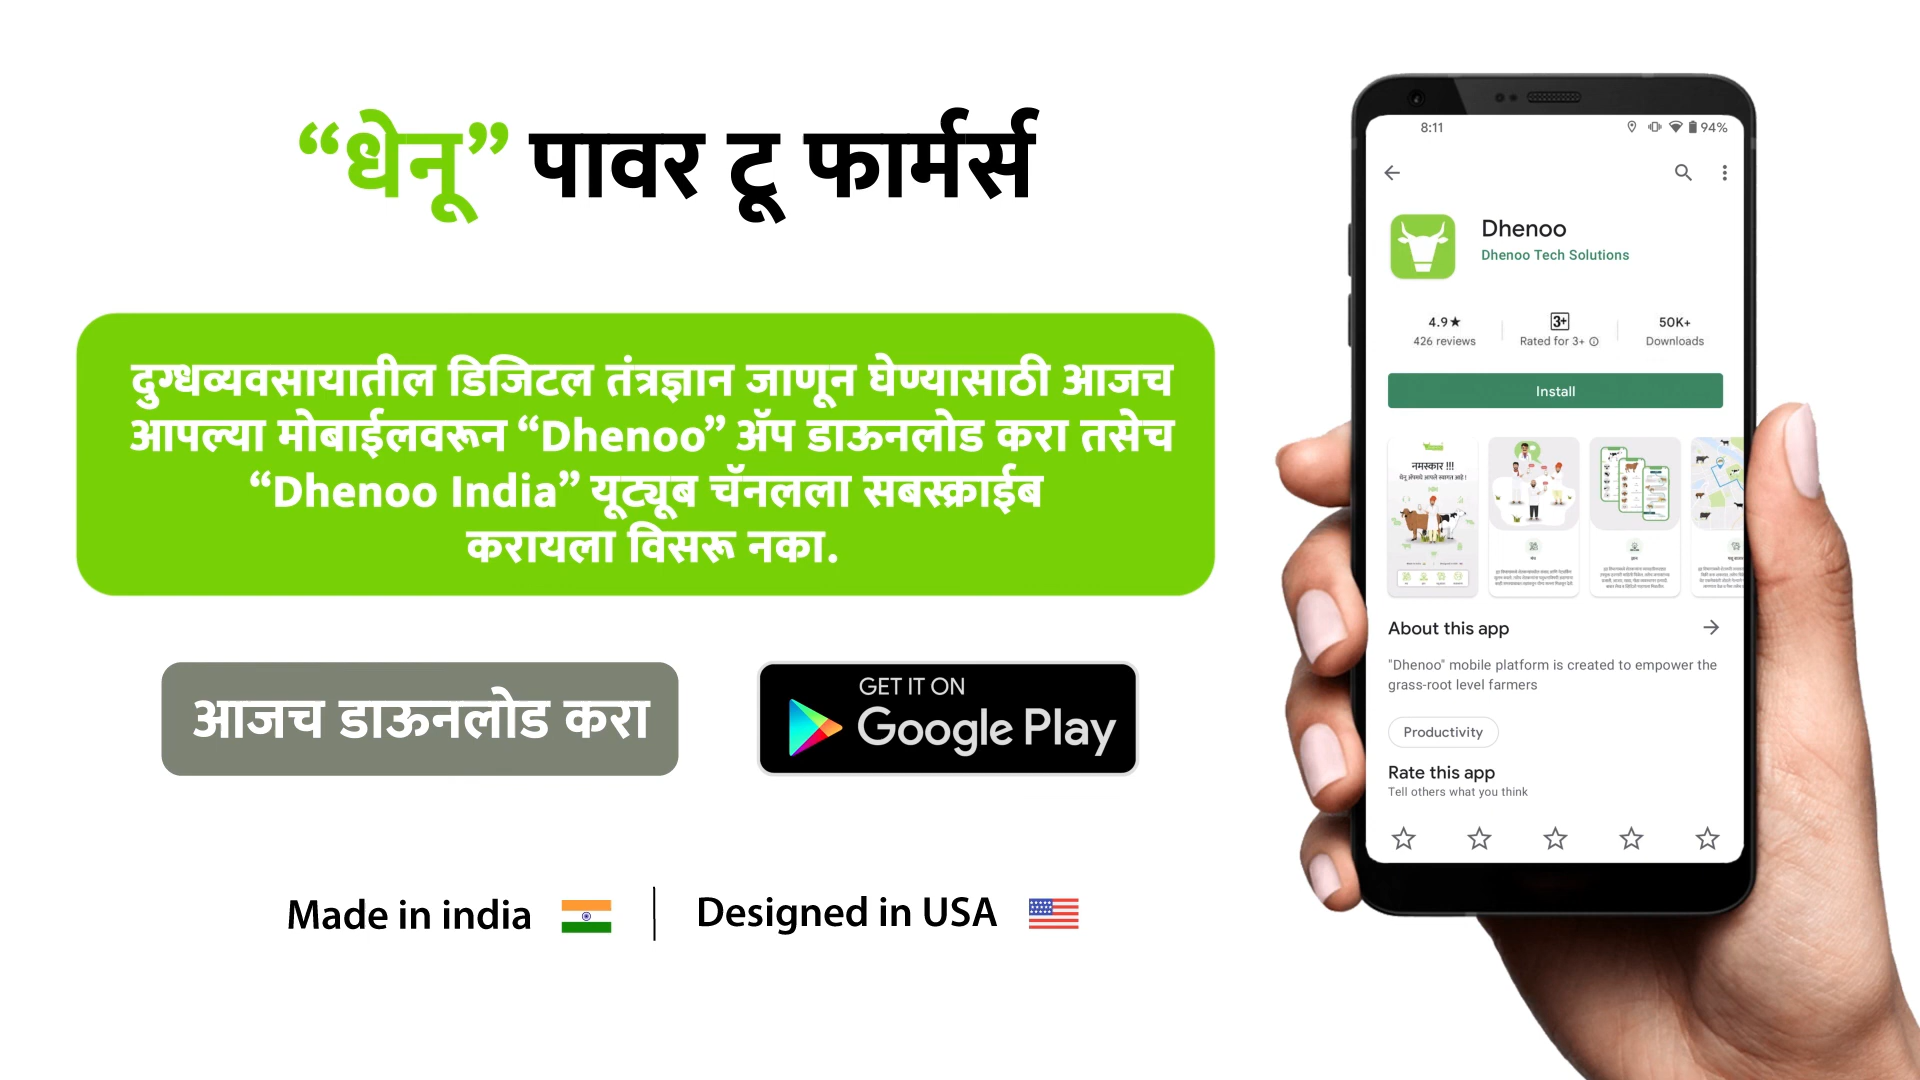 “धेनू” पावर टू फार्मर्स
दुग्धव्यवसायातील डिजिटल तंत्रज्ञान जाणून घेण्यासाठी आजच
आपल्या मोबाईलवरून “Dhenoo” ॲप डाऊनलोड करा तसेच
“Dhenoo India” यूट्यूब चॅनलला सबस्क्राईब
करायला विसरू नका.
आजच डाऊनलोड करा
GET IT ON
Google Play
Made in india
Designed in USA
8:11
94%
Dhenoo
Dhenoo Tech Solutions
4.9★
426 reviews
3+
Rated for 3+
50K+
Downloads
Install
नमस्कार !!!
धेनू ॲपमध्ये आपले स्वागत आहे !
About this app
"Dhenoo" mobile platform is created to empower the
grass-root level farmers
Productivity
Rate this app
Tell others what you think